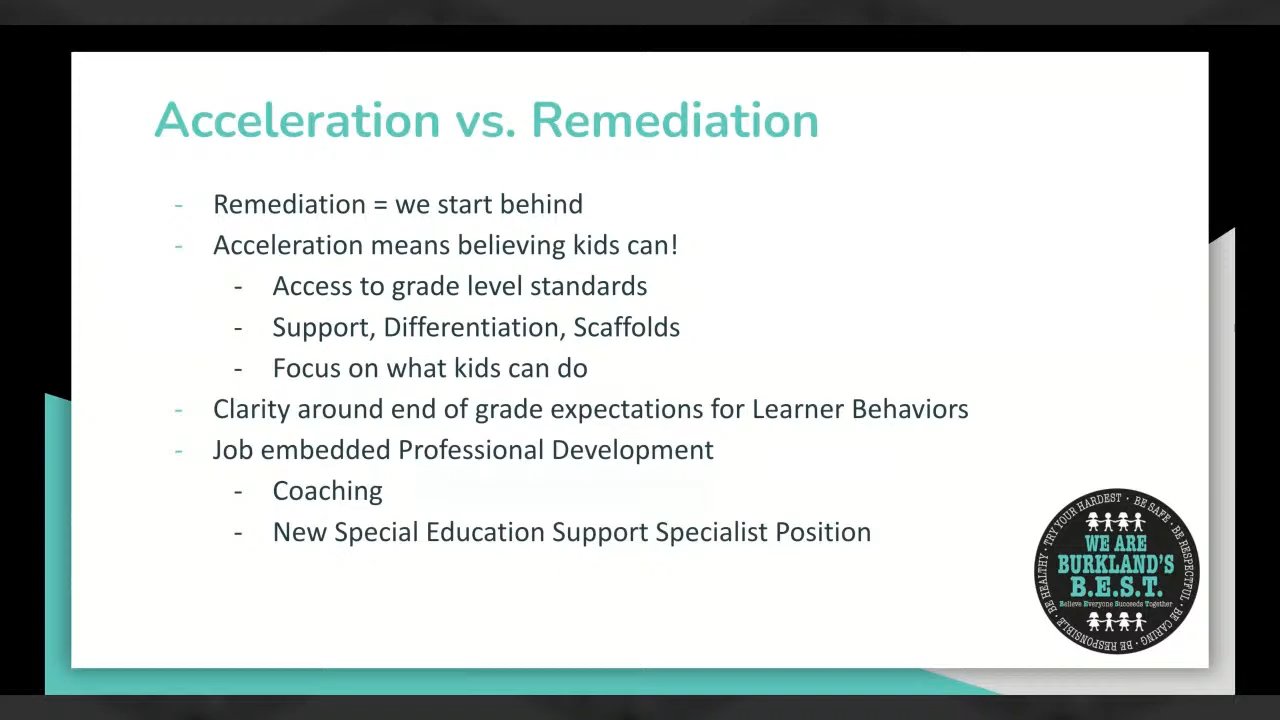 Acceleration vs. Remediation
- Remediation = we start behind
- Acceleration means believing kids can!
- Access to grade level standards
- Support, Differentiation, Scaffolds
- Focus on what kids can do
- Clarity around end of grade expectations for Learner Behaviors
- Job embedded Professional Development
- Coaching
- New Special Education Support Specialist Position
BE HEALTHY · TRY YOUR HARDEST · BE SAFE · BE RESPECTFUL · BE CARING · BE RESPONSIBLE ·
WE ARE
BURKLAND'S
B.E.S.T.
Believe Everyone Succeeds Together